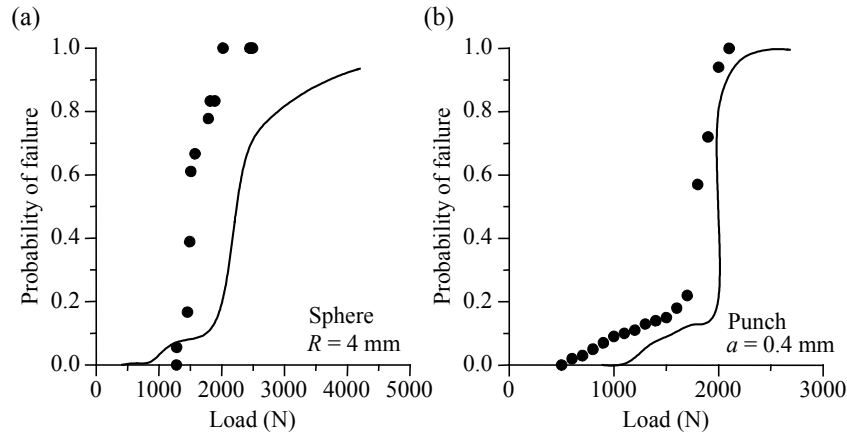 (a)
1.0
0.8
0.6
0.4
0.2
0.0
Probability of failure
0 1000 2000 3000 4000 5000
Load (N)
Sphere
R = 4 mm
(b)
1.0
0.8
0.6
0.4
0.2
0.0
Probability of failure
0 1000 2000 3000
Load (N)
Punch
a = 0.4 mm